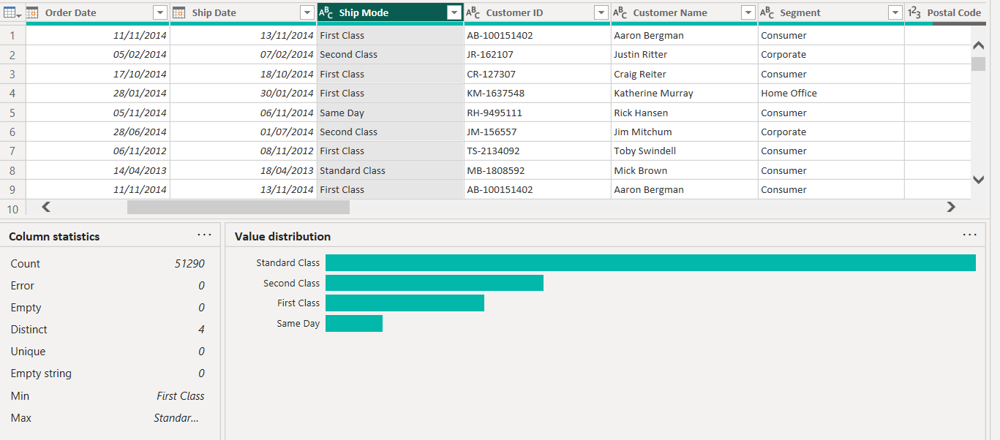 Order Date Ship Date ABC Ship Mode ABC Customer ID ABC Customer Name ABC Segment 123 Postal Code
1 11/11/2014 13/11/2014 First Class AB-100151402 Aaron Bergman Consumer
2 05/02/2014 07/02/2014 Second Class JR-162107 Justin Ritter Corporate
3 17/10/2014 18/10/2014 First Class CR-127307 Craig Reiter Consumer
4 28/01/2014 30/01/2014 First Class KM-1637548 Katherine Murray Home Office
5 05/11/2014 06/11/2014 Same Day RH-9495111 Rick Hansen Consumer
6 28/06/2014 01/07/2014 Second Class JM-156557 Jim Mitchum Corporate
7 06/11/2012 08/11/2012 First Class TS-2134092 Toby Swindell Consumer
8 14/04/2013 18/04/2013 Standard Class MB-1808592 Mick Brown Consumer
9 11/11/2014 13/11/2014 First Class AB-100151402 Aaron Bergman Consumer
10
Column statistics ...
Count 51290
Error 0
Empty 0
Distinct 4
Unique 0
Empty string 0
Min First Class
Max Standar...
Value distribution ...
Standard Class
Second Class
First Class
Same Day